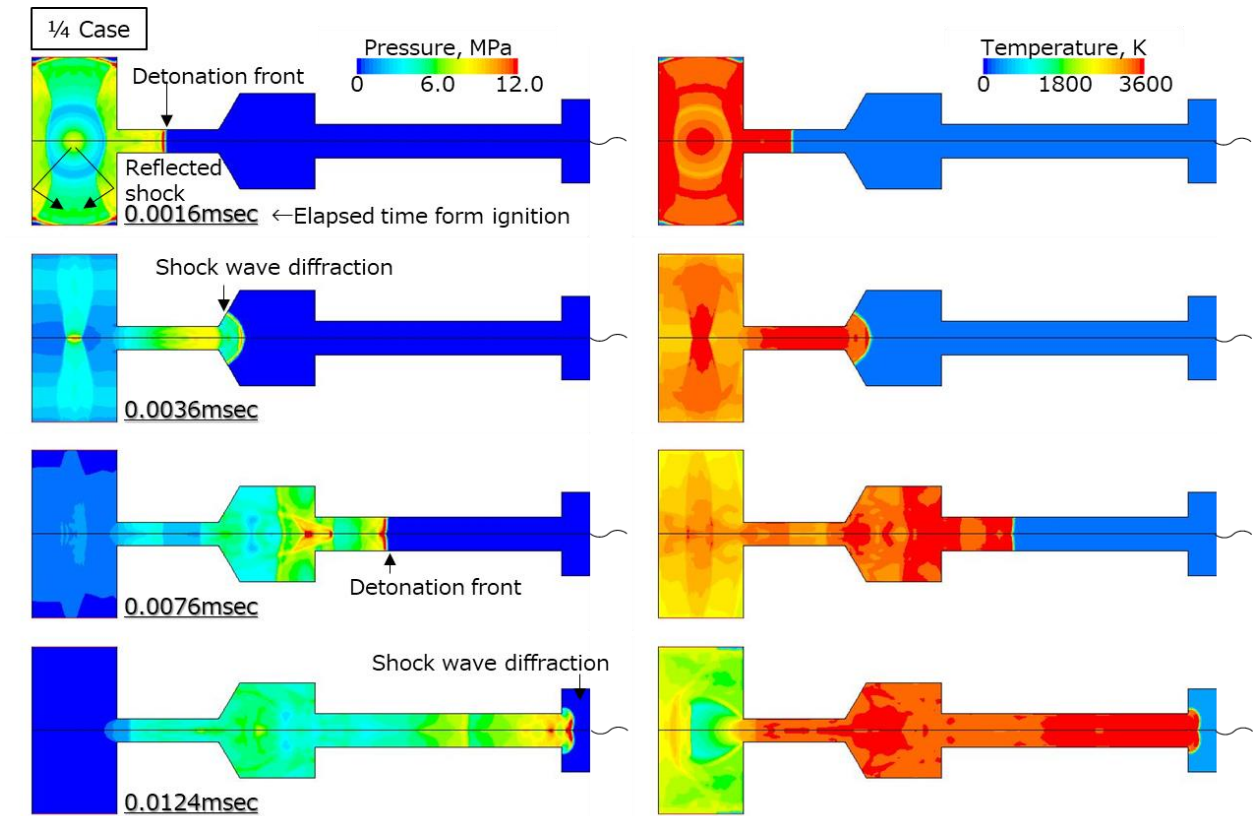 ¼ Case
Pressure, MPa
0 6.0 12.0
Temperature, K
0 1800 3600
Detonation front
Reflected
shock
0.0016msec ←Elapsed time form ignition
Shock wave diffraction
0.0036msec
Detonation front
0.0076msec
Shock wave diffraction
0.0124msec